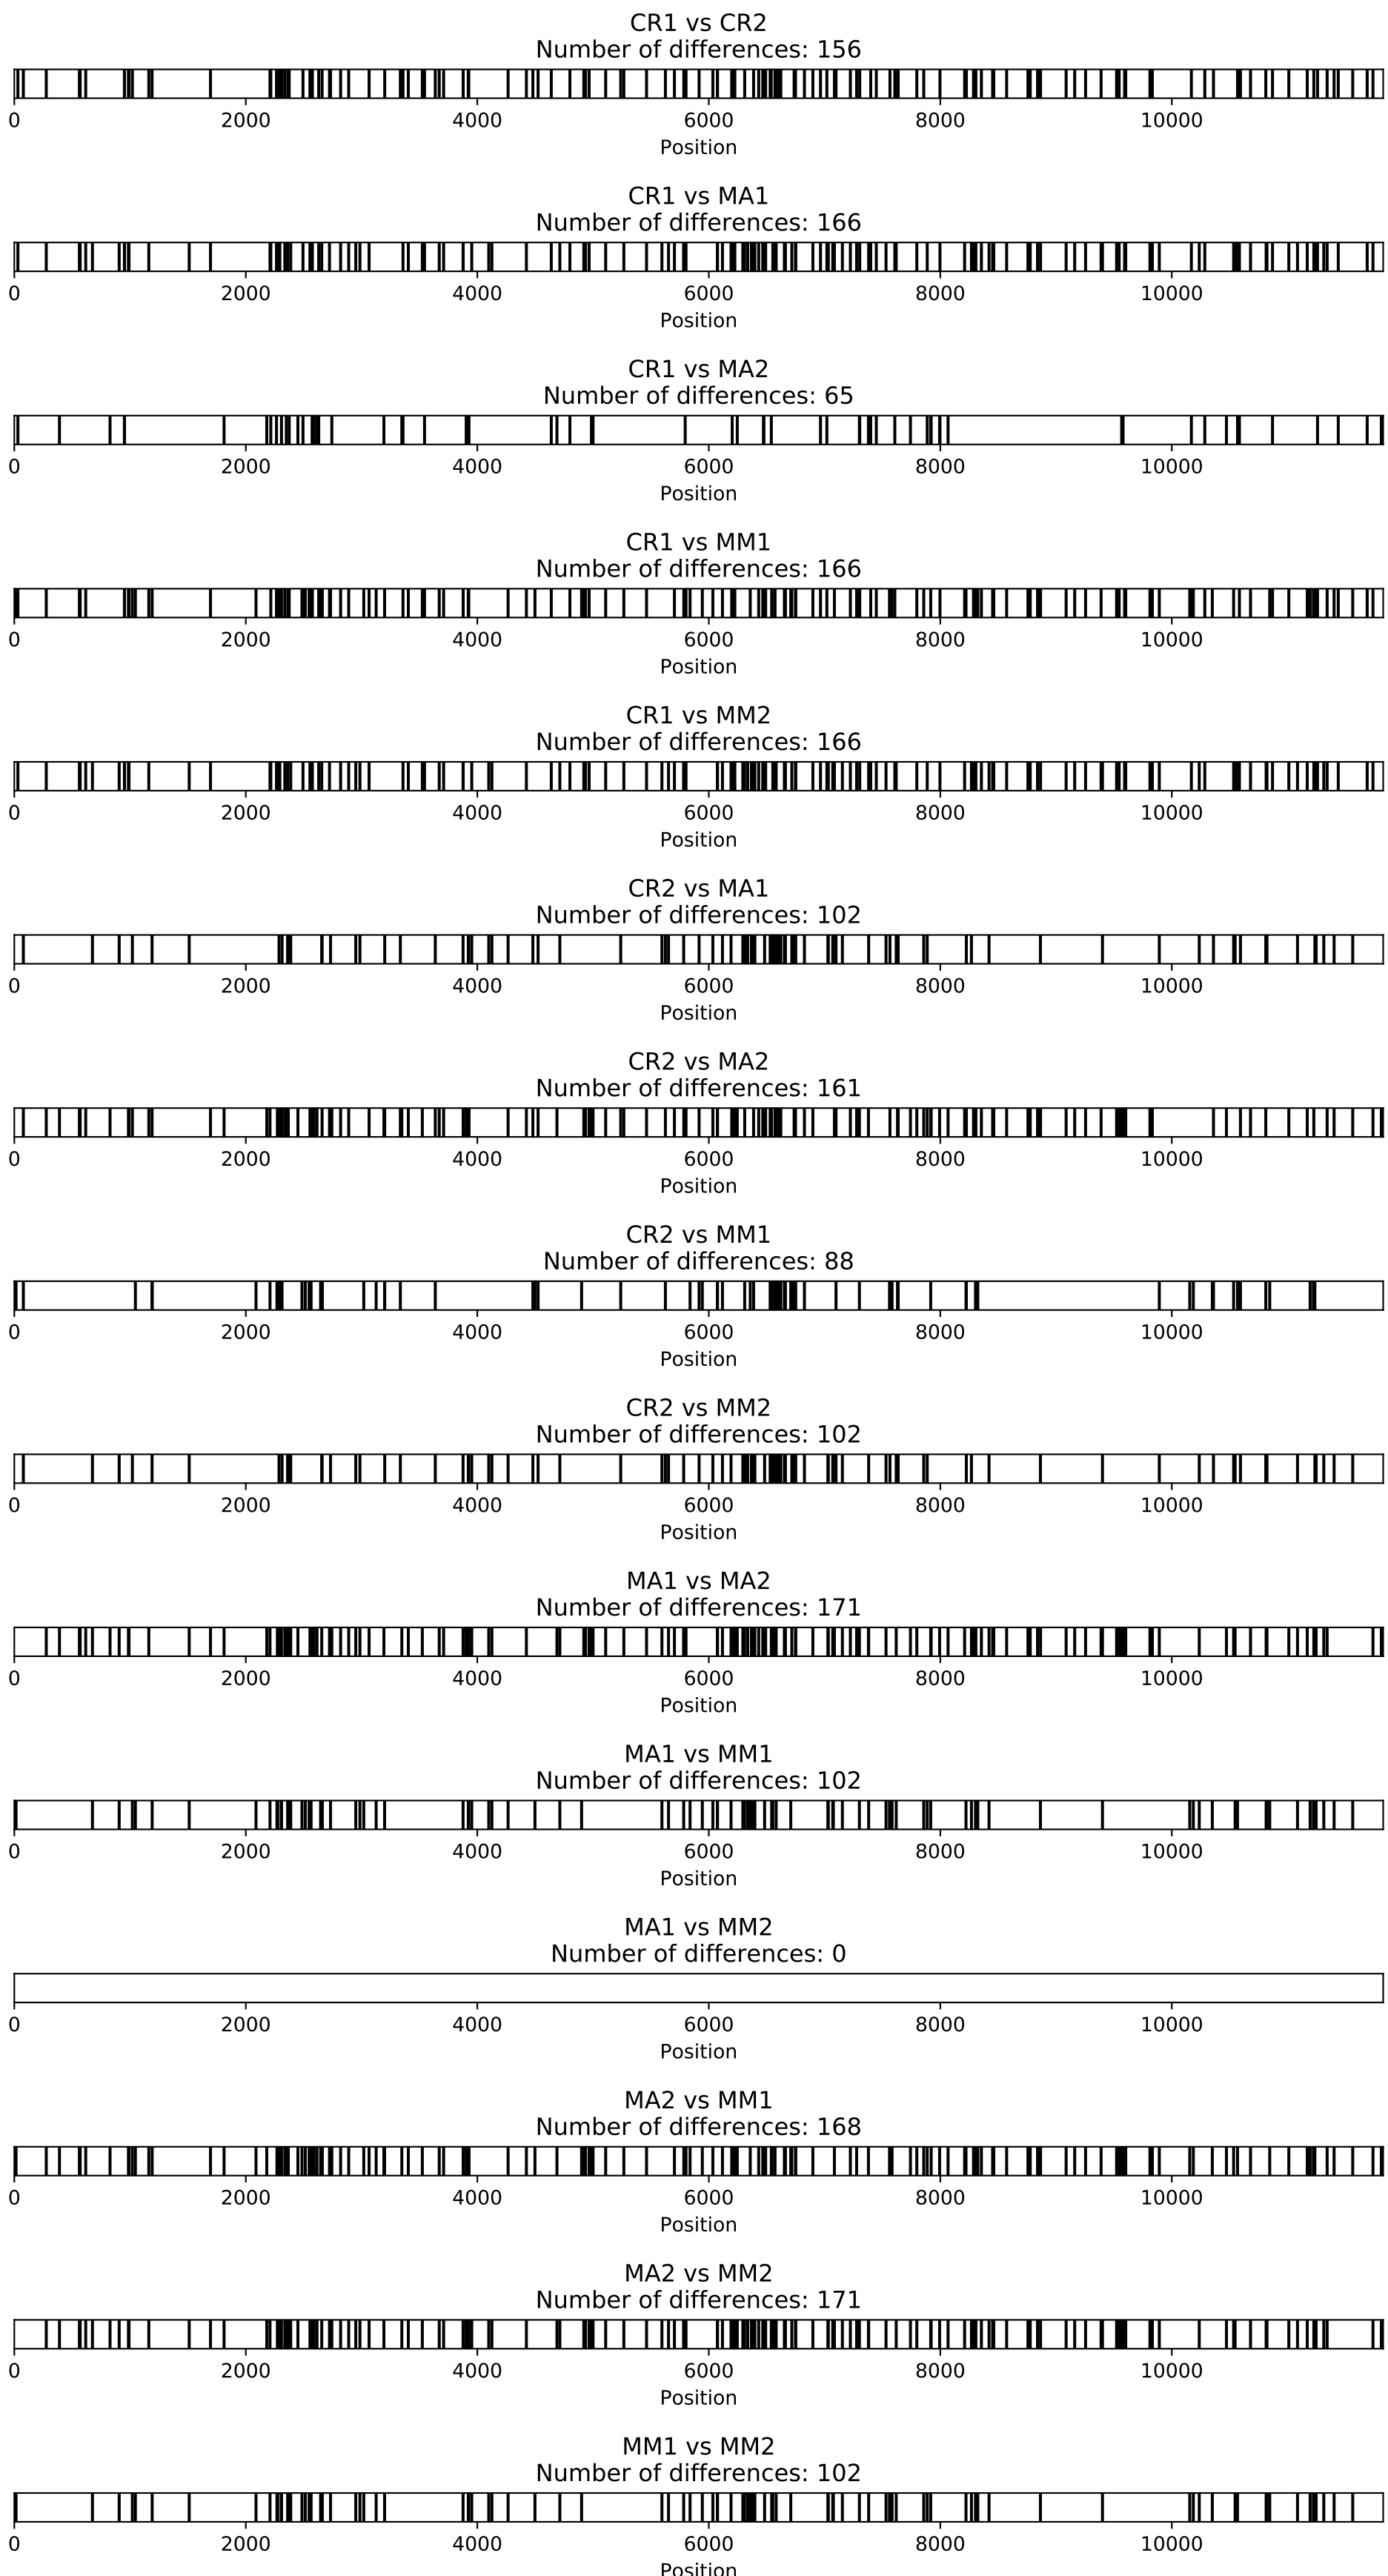 CR1 vs CR2
Number of differences: 156
0 2000 4000 6000 8000 10000
Position
CR1 vs MA1
Number of differences: 166
0 2000 4000 6000 8000 10000
Position
CR1 vs MA2
Number of differences: 65
0 2000 4000 6000 8000 10000
Position
CR1 vs MM1
Number of differences: 166
0 2000 4000 6000 8000 10000
Position
CR1 vs MM2
Number of differences: 166
0 2000 4000 6000 8000 10000
Position
CR2 vs MA1
Number of differences: 102
0 2000 4000 6000 8000 10000
Position
CR2 vs MA2
Number of differences: 161
0 2000 4000 6000 8000 10000
Position
CR2 vs MM1
Number of differences: 88
0 2000 4000 6000 8000 10000
Position
CR2 vs MM2
Number of differences: 102
0 2000 4000 6000 8000 10000
Position
MA1 vs MA2
Number of differences: 171
0 2000 4000 6000 8000 10000
Position
MA1 vs MM1
Number of differences: 102
0 2000 4000 6000 8000 10000
Position
MA1 vs MM2
Number of differences: 0
0 2000 4000 6000 8000 10000
Position
MA2 vs MM1
Number of differences: 168
0 2000 4000 6000 8000 10000
Position
MA2 vs MM2
Number of differences: 171
0 2000 4000 6000 8000 10000
Position
MM1 vs MM2
Number of differences: 102
0 2000 4000 6000 8000 10000
Position